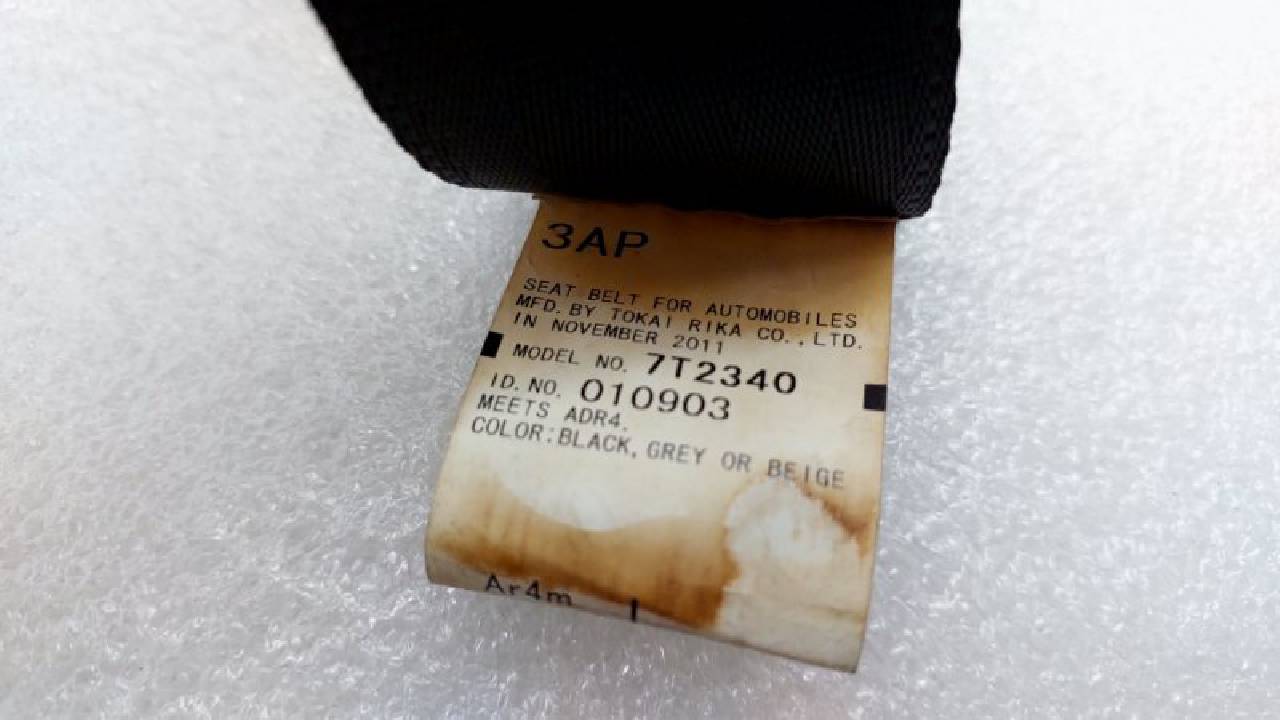 3AP
SEAT BELT FOR AUTOMOBILES
MFD. BY TOKAI RIKA CO., LTD.
IN NOVEMBER 2011
MODEL NO. 7T2340
ID. NO. 010903
MEETS ADR4.
COLOR:BLACK, GREY OR BEIGE
Ar4m